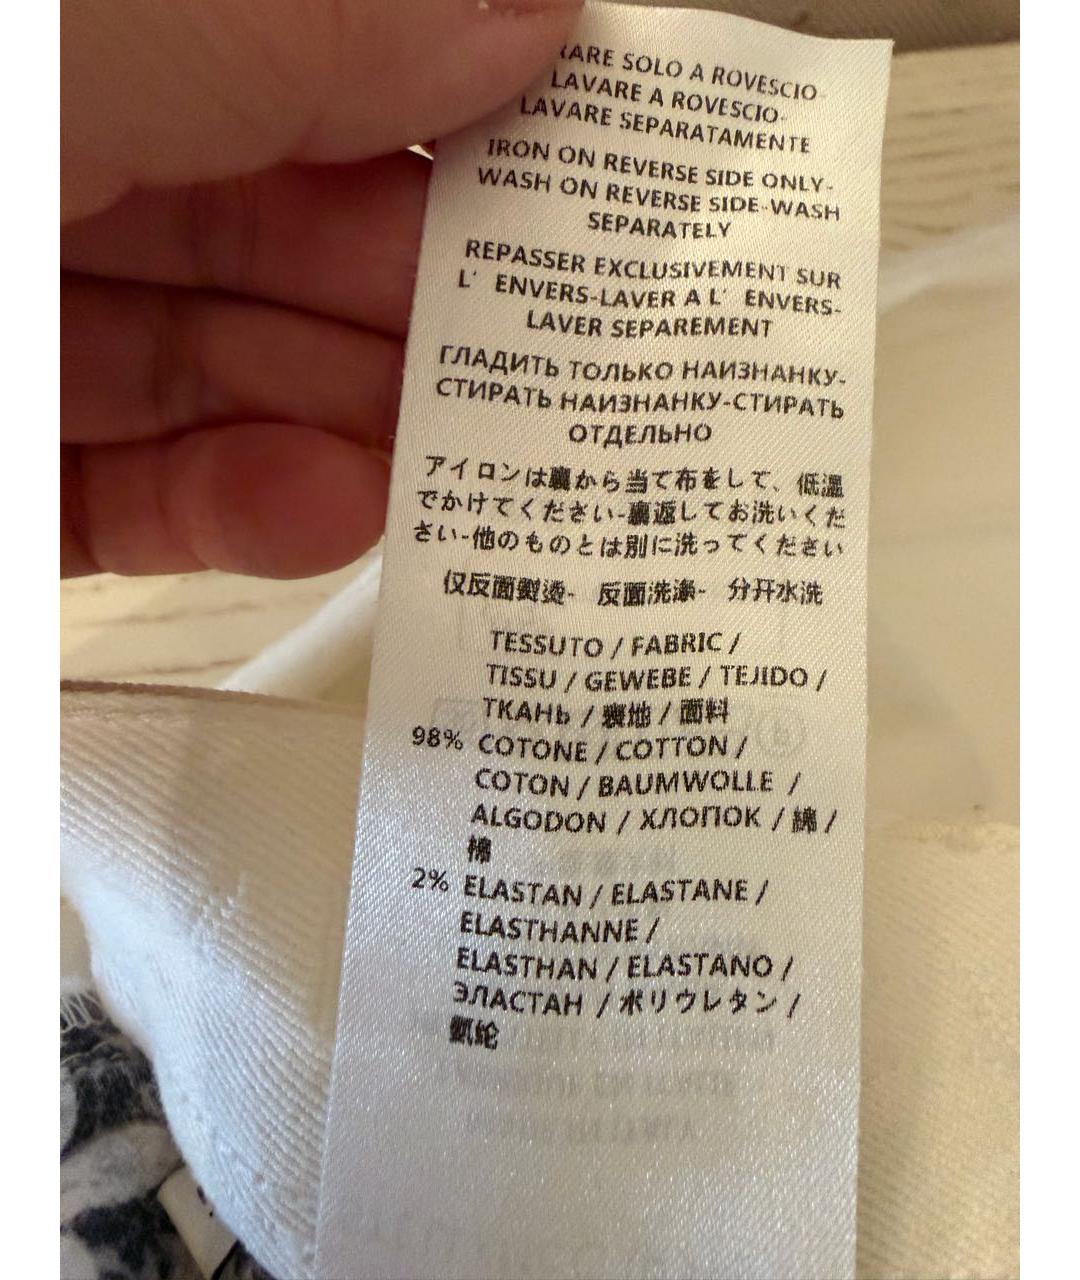 SOLO A ROVESCIO-
LAVARE A ROVESCIO-
LAVARE SEPARATAMENTE
IRON ON REVERSE SIDE ONLY-
WASH ON REVERSE SIDE-WASH
SEPARATELY
REPASSER EXCLUSIVEMENT SUR
L' ENVERS-LAVER A L' ENVERS-
LAVER SEPAREMENT
ГЛАДИТЬ ТОЛЬКО НАИЗНАНКУ-
СТИРАТЬ НАИЗНАНКУ-СТИРАТЬ
ОТДЕЛЬНО
アイロンは裏から当て布をして、低温
でかけてください-裏返してお洗いくだ
さい-他のものとは別に洗ってください
仅反面熨烫- 反面洗涤- 分开水洗
TESSUTO / FABRIC /
TISSU / GEWEBE / TEJIDO /
ТКАНЬ / 裏地 / 面料
98% COTONE / COTTON /
COTON / BAUMWOLLE /
ALGODON / ХЛОПОК / 綿 /
棉
2% ELASTAN / ELASTANE /
ELASTHANNE /
ELASTHAN / ELASTANO /
ЭЛАСТАН / ポリウレタン /
氨纶